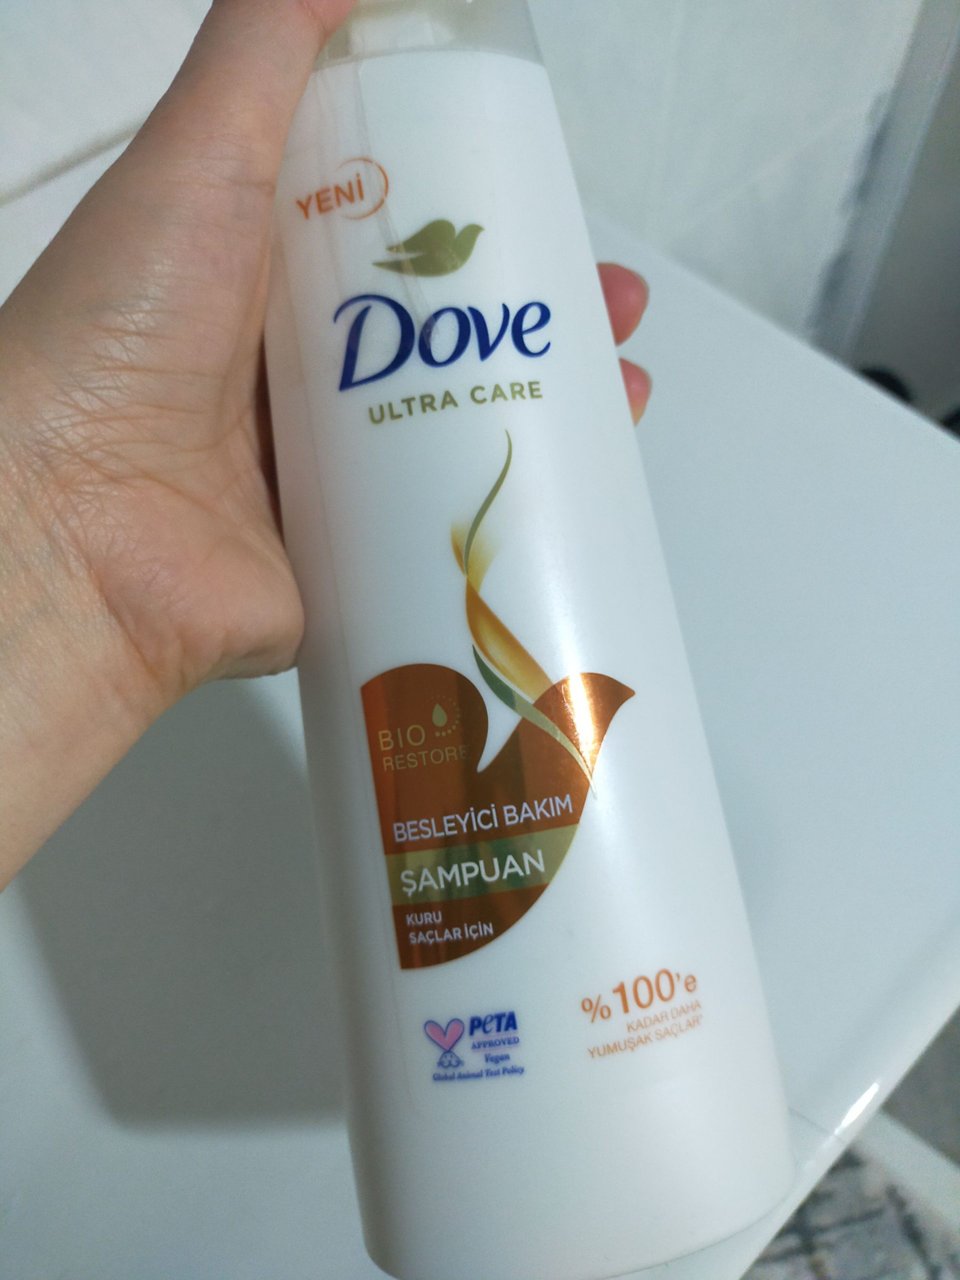 YENİ
Dove
ULTRA CARE
BIO
RESTORE
BESLEYİCİ BAKIM
ŞAMPUAN
KURU
SAÇLAR İÇİN
%100'e
KADAR DAHA
YUMUŞAK SAÇLAR*
PETA
APPROVED
Vegan
Global Animal Test Policy